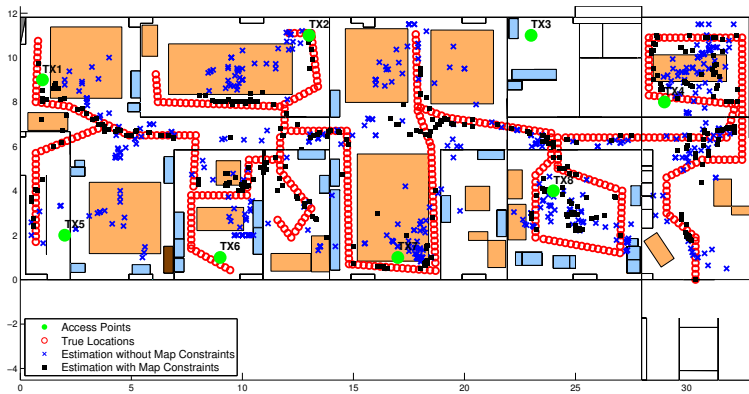 12
10
8
6
4
2
0
−2
−4
TX1
TX2
TX3
TX4
TX5
TX6
TX8
Access Points
True Locations
Estimation without Map Constraints
Estimation with Map Constraints
0
5
10
15
20
25
30